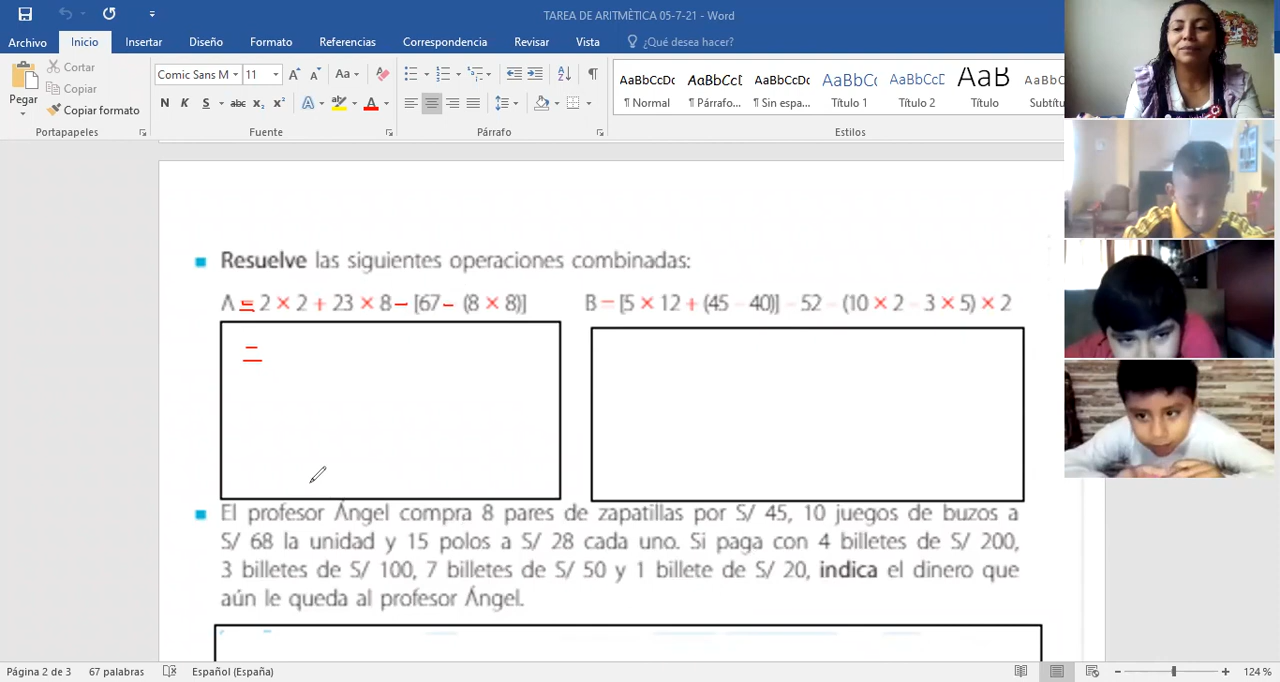 TAREA DE ARITMÈTICA 05-7-21 - Word
Archivo Inicio Insertar Diseño Formato Referencias Correspondencia Revisar Vista ¿Qué desea hacer?
Pegar
Cortar
Copiar
Copiar formato
Portapapeles
Comic Sans M 11
Fuente
Párrafo
AaBbCcDc AaBbCcL AaBbCcDc AaBbCc AaBbCcD AaB AaBbCcD
¶ Normal ¶ Párrafo... ¶ Sin espa... Título 1 Título 2 Título Subtítu
Estilos
Resuelve las siguientes operaciones combinadas:
A = 2 × 2 + 23 × 8 - [67 - (8 × 8)]
B = [5 × 12 + (45 - 40)] - 52 - (10 × 2 - 3 × 5) × 2
=
El profesor Ángel compra 8 pares de zapatillas por S/ 45, 10 juegos de buzos a
S/ 68 la unidad y 15 polos a S/ 28 cada uno. Si paga con 4 billetes de S/ 200,
3 billetes de S/ 100, 7 billetes de S/ 50 y 1 billete de S/ 20, indica el dinero que
aún le queda al profesor Ángel.
Página 2 de 3 67 palabras Español (España) 124 %